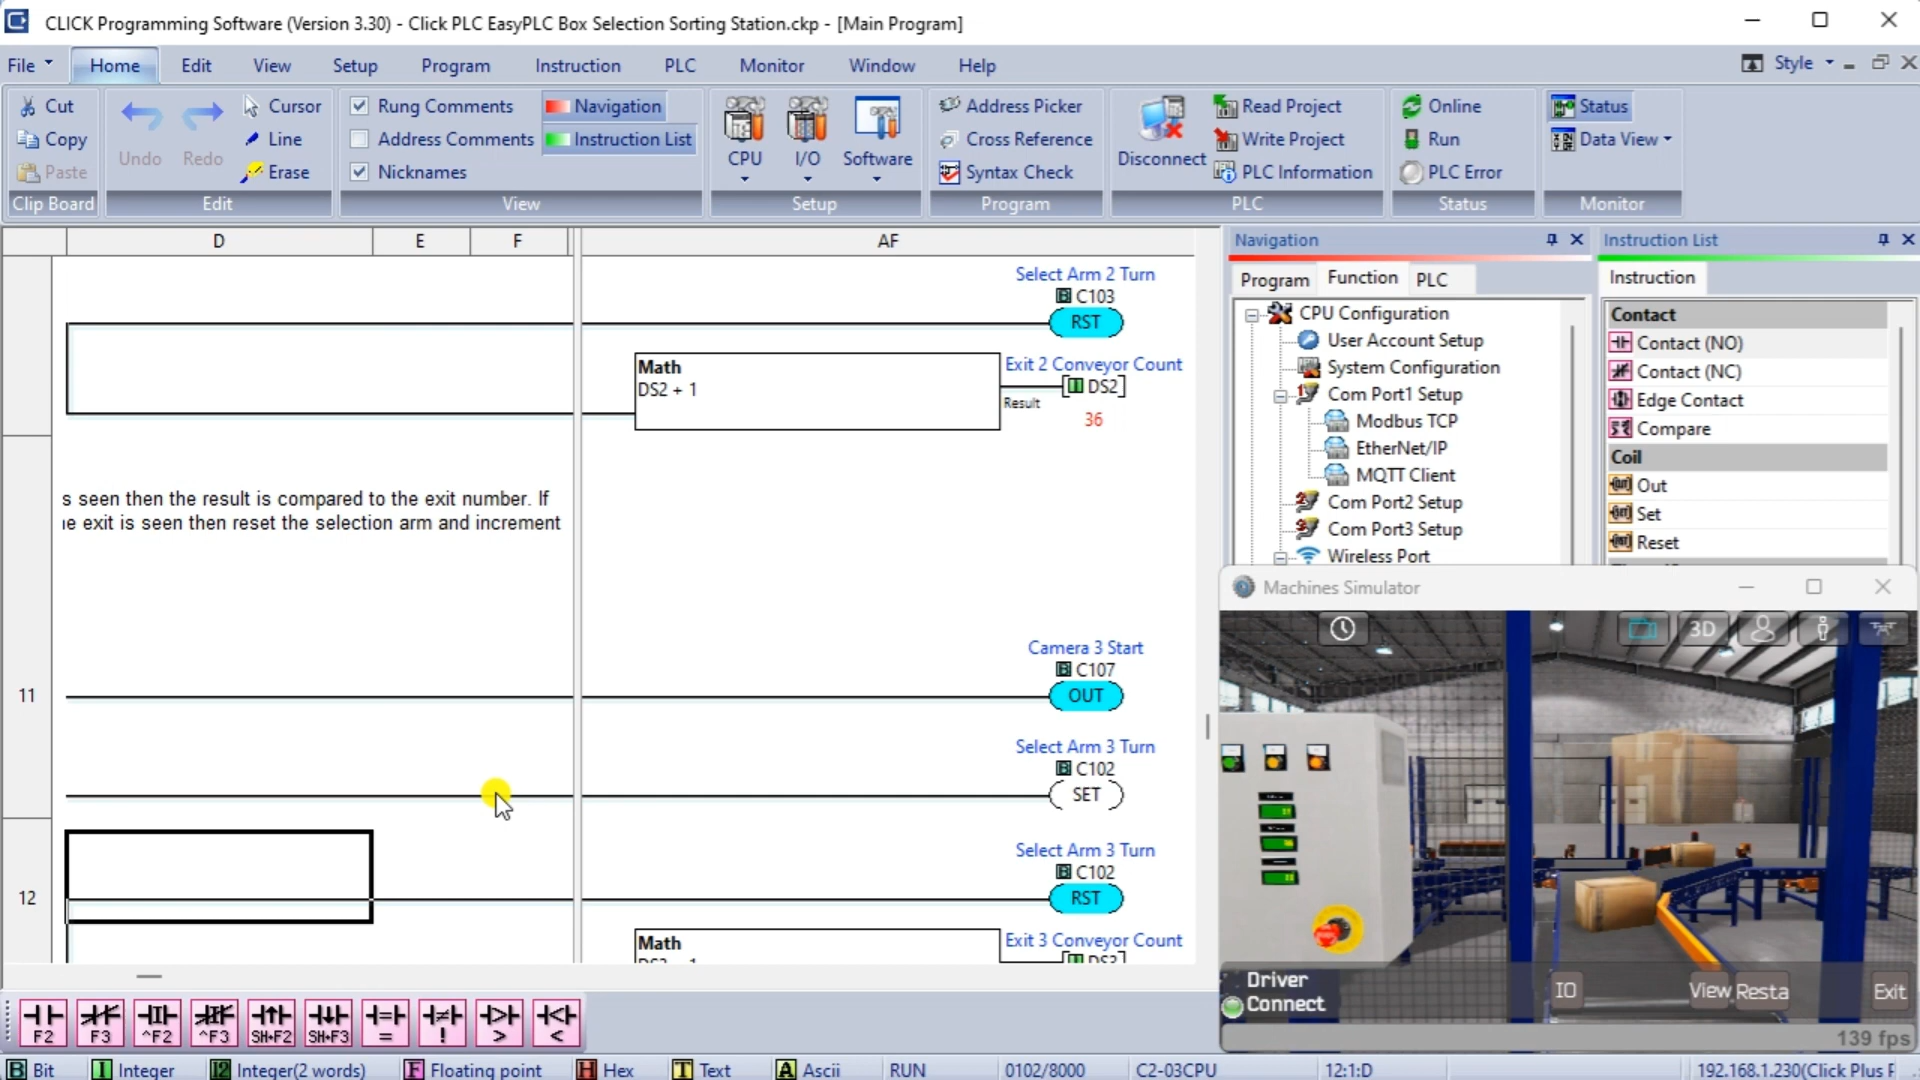 CLICK Programming Software (Version 3.30) - Click PLC EasyPLC Box Selection Sorting Station.ckp - [Main Program]
File Home Edit View Setup Program Instruction PLC Monitor Window Help Style
Cut
Copy
Paste
Clip Board
Undo Redo
Cursor
Line
Erase
Edit
Rung Comments
Address Comments
Nicknames
Navigation
Instruction List
View
CPU I/O Software
Setup
Address Picker
Cross Reference
Syntax Check
Program
Disconnect
Read Project
Write Project
PLC Information
PLC
Online
Run
PLC Error
Status
Status
Data View
Monitor
D E F AF
Select Arm 2 Turn
C103
RST
Math
DS2 + 1
Exit 2 Conveyor Count
DS2
Result
36
s seen then the result is compared to the exit number. If
e exit is seen then reset the selection arm and increment
Camera 3 Start
C107
11 OUT
Select Arm 3 Turn
C102
SET
Select Arm 3 Turn
C102
12 RST
Math
Exit 3 Conveyor Count
Navigation
Program Function PLC
CPU Configuration
User Account Setup
System Configuration
Com Port1 Setup
Modbus TCP
EtherNet/IP
MQTT Client
Com Port2 Setup
Com Port3 Setup
Wireless Port
Instruction List
Instruction
Contact
Contact (NO)
Contact (NC)
Edge Contact
Compare
Coil
Out
Set
Reset
Machines Simulator
3D
Driver
Connect
IO View Resta Exit
139 fps
F2 F3 ^F2 ^F3 SH+F2 SH+F3 = ! > <
Bit Integer Integer(2 words) Floating point Hex Text Ascii RUN 0102/8000 C2-03CPU 12:1:D 192.168.1.230(Click Plus